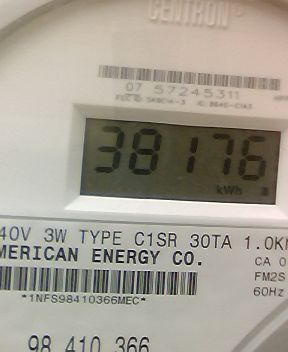 CENTRON®
07 57245311
38176
kWh
40V 3W TYPE C1SR 30TA 1.0K
MERICAN ENERGY CO.
CA 0
FM2S
*1NFS98410366MEC*
60Hz
98 410 366